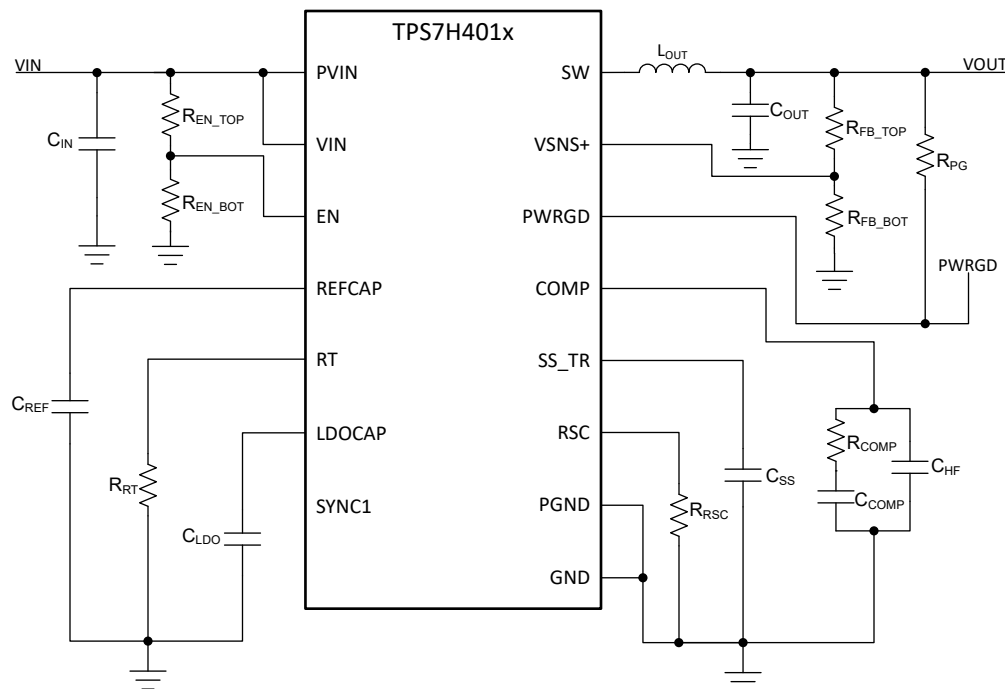 TPS7H401x
VIN
PVIN
SW
L_OUT
VOUT
R_EN_TOP
C_IN
VIN
VSNS+
C_OUT
R_FB_TOP
R_PG
R_EN_BOT
EN
PWRGD
R_FB_BOT
PWRGD
REFCAP
COMP
RT
SS_TR
C_REF
LDOCAP
RSC
R_COMP
C_HF
R_RT
C_SS
C_COMP
SYNC1
PGND
R_RSC
C_LDO
GND